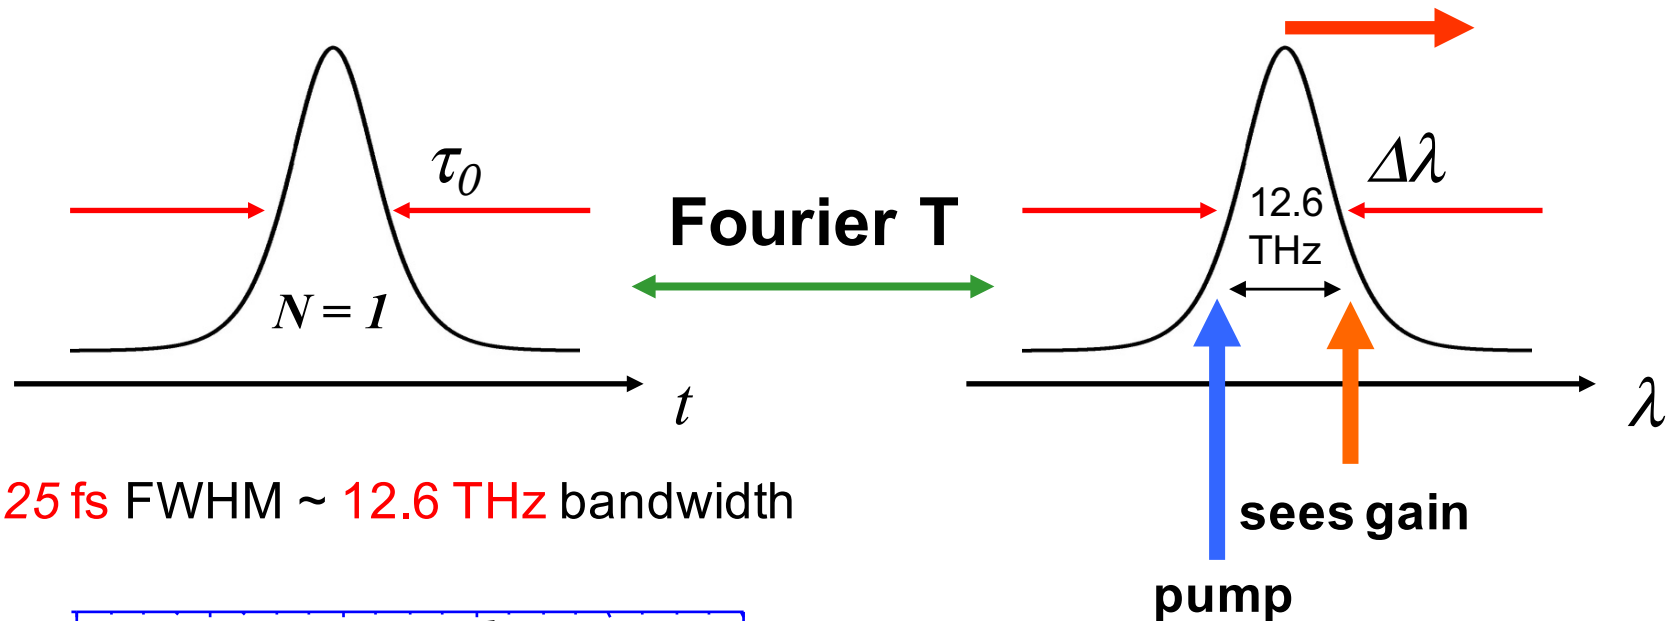 τ0
N = 1
t
Fourier T
Δλ
12.6
THz
λ
25 fs FWHM ~ 12.6 THz bandwidth
sees gain
pump